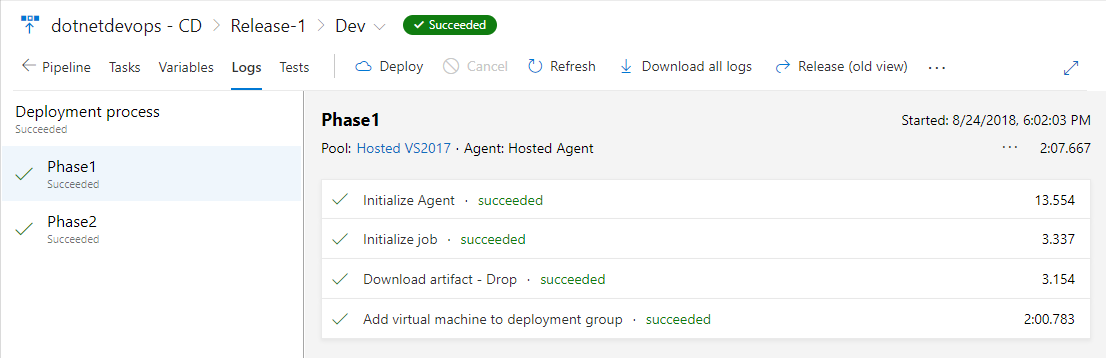 dotnetdevops - CD > Release-1 > Dev Succeeded
Pipeline Tasks Variables Logs Tests Deploy Cancel Refresh Download all logs Release (old view) ...
Deployment process
Succeeded
Phase1
Succeeded
Phase2
Succeeded
Phase1 Started: 8/24/2018, 6:02:03 PM
Pool: Hosted VS2017 · Agent: Hosted Agent ... 2:07.667
Initialize Agent · succeeded 13.554
Initialize job · succeeded 3.337
Download artifact - Drop · succeeded 3.154
Add virtual machine to deployment group · succeeded 2:00.783